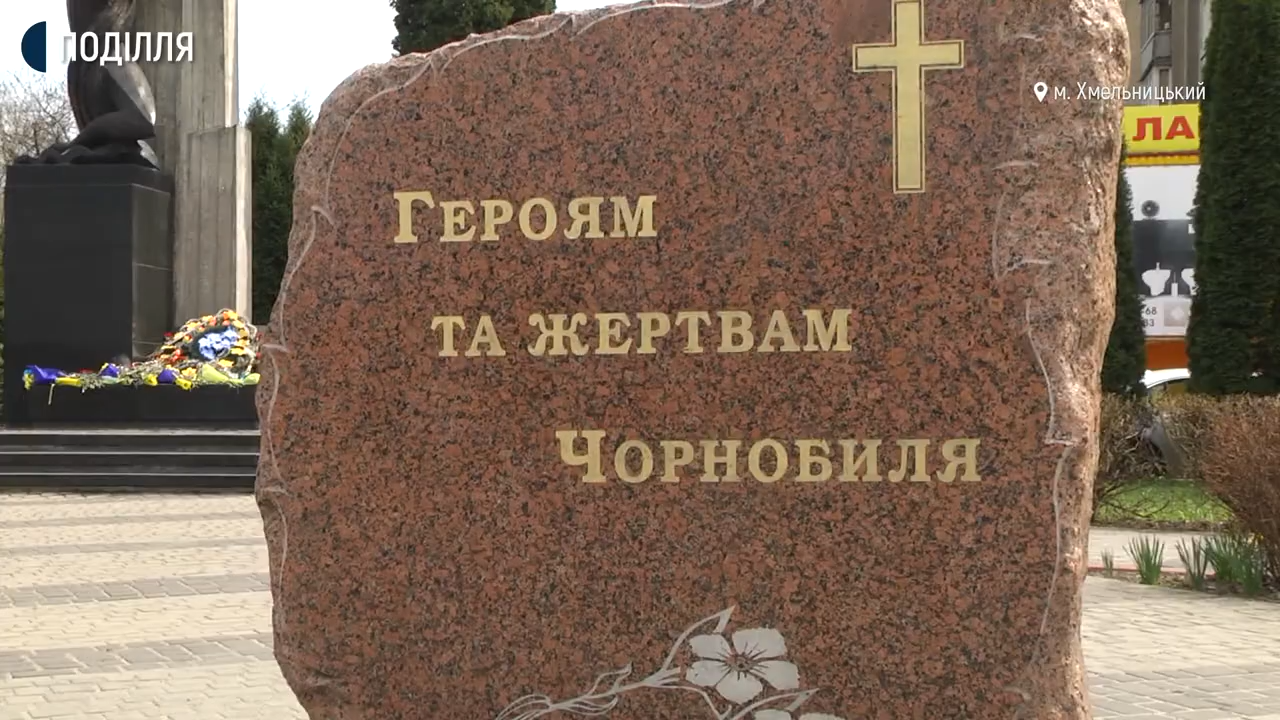 ПОДІЛЛЯ
м. Хмельницький
ЛА
Героям
та жертвам
Чорнобиля